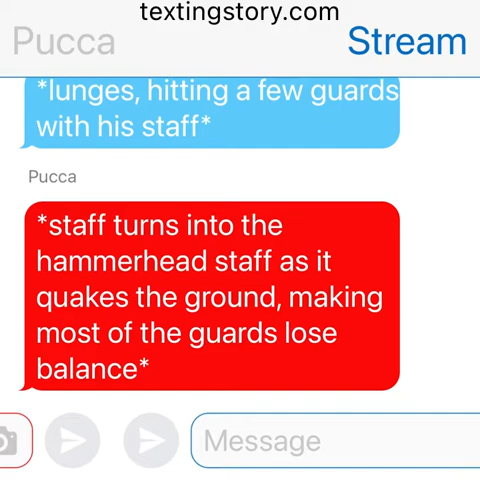 textingstory.com
Pucca
Stream
*lunges, hitting a few guards
with his staff*
Pucca
*staff turns into the
hammerhead staff as it
quakes the ground, making
most of the guards lose
balance*
Message